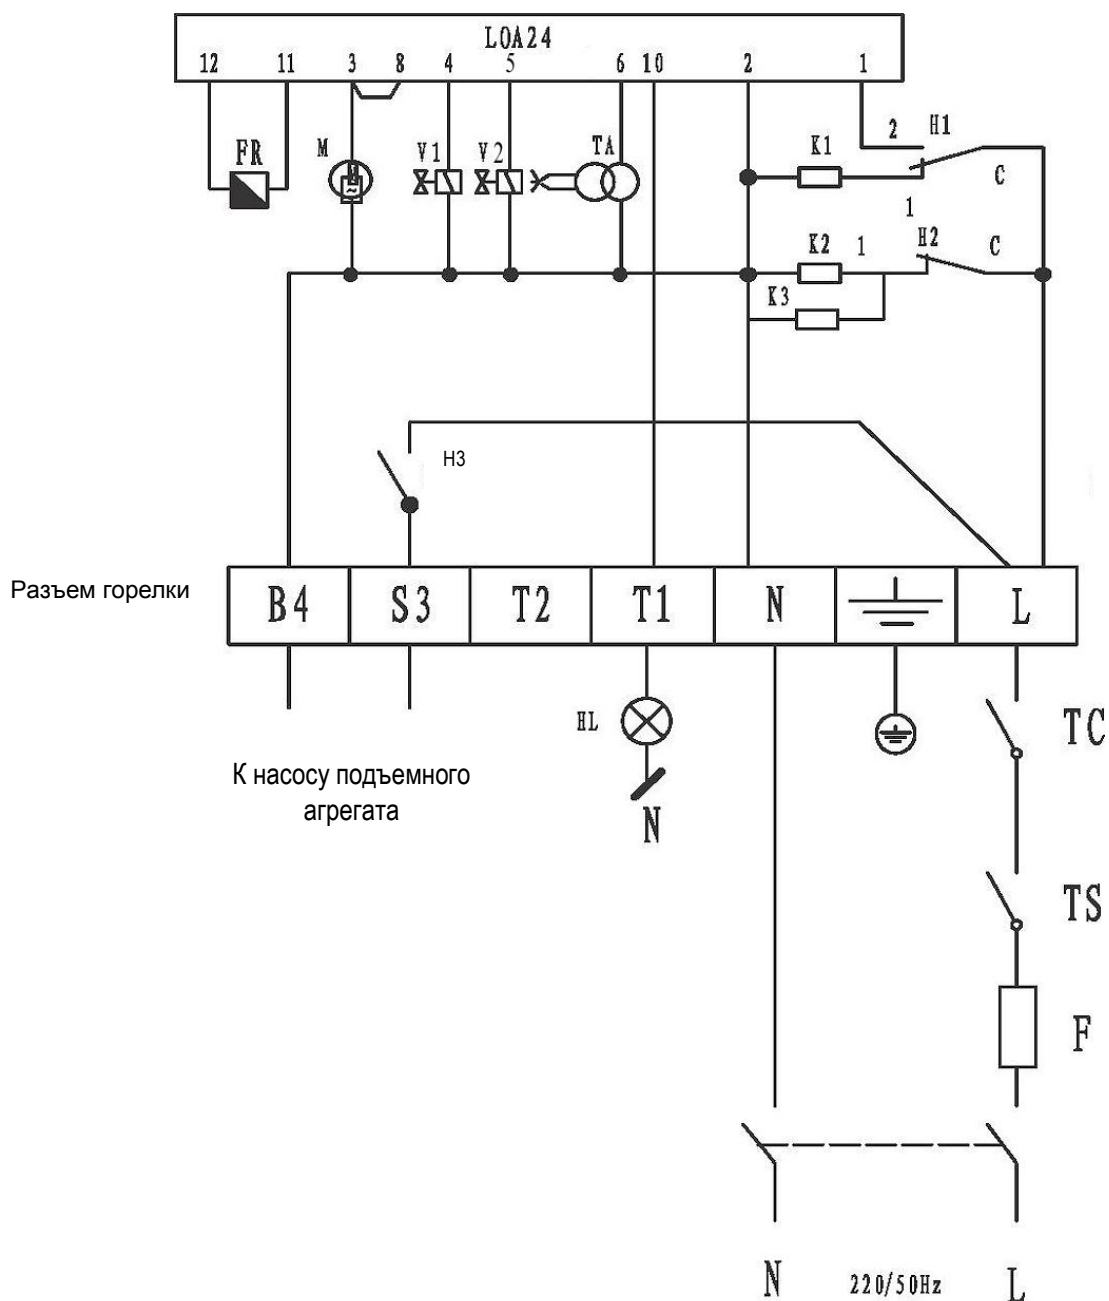 LOA24
12 11 3 8 4 5 6 10 2 1
FR M V1 V2 TA K1 2 H1
C
1
K2 1 H2 C
K3
H3
Разъем горелки
B4 S3 T2 T1 N L
HL
TC
К насосу подъемного
агрегата
N
TS
F
N 220/50Hz L